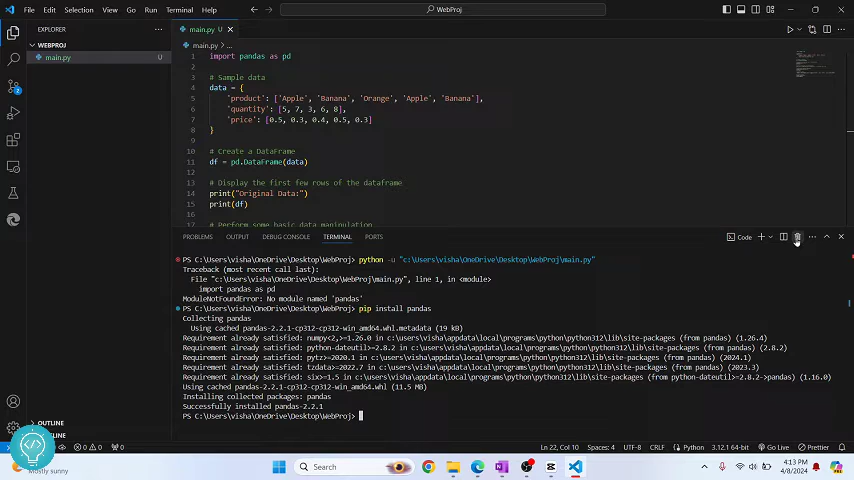 File Edit Selection View Go Run Terminal Help
WebProj
EXPLORER
WEBPROJ
main.py U
OUTLINE
main.py U
main.py > ...
1 import pandas as pd
2
3 # Sample data
4 data = {
5 'product': ['Apple', 'Banana', 'Orange', 'Apple', 'Banana'],
6 'quantity': [5, 7, 3, 6, 8],
7 'price': [0.5, 0.3, 0.4, 0.5, 0.3]
8 }
9
10 # Create a DataFrame
11 df = pd.DataFrame(data)
12
13 # Display the first few rows of the dataframe
14 print("Original Data:")
15 print(df)
16
17 # Perform some basic data manipulation
PROBLEMS OUTPUT DEBUG CONSOLE TERMINAL PORTS
Code
PS C:\Users\visha\OneDrive\Desktop\WebProj> python -u "c:\Users\visha\OneDrive\Desktop\WebProj\main.py"
Traceback (most recent call last):
File "c:\Users\visha\OneDrive\Desktop\WebProj\main.py", line 1, in <module>
import pandas as pd
ModuleNotFoundError: No module named 'pandas'
PS C:\Users\visha\OneDrive\Desktop\WebProj> pip install pandas
Collecting pandas
Using cached pandas-2.2.1-cp312-cp312-win_amd64.whl.metadata (19 kB)
Requirement already satisfied: numpy<2,>=1.26.0 in c:\users\visha\appdata\local\programs\python\python312\lib\site-packages (from pandas) (1.26.4)
Requirement already satisfied: python-dateutil>=2.8.2 in c:\users\visha\appdata\local\programs\python\python312\lib\site-packages (from pandas) (2.8.2)
Requirement already satisfied: pytz>=2020.1 in c:\users\visha\appdata\local\programs\python\python312\lib\site-packages (from pandas) (2024.1)
Requirement already satisfied: tzdata>=2022.7 in c:\users\visha\appdata\local\programs\python\python312\lib\site-packages (from pandas) (2023.3)
Requirement already satisfied: six>=1.5 in c:\users\visha\appdata\local\programs\python\python312\lib\site-packages (from python-dateutil>=2.8.2->pandas) (1.16.0)
Using cached pandas-2.2.1-cp312-cp312-win_amd64.whl (11.5 MB)
Installing collected packages: pandas
Successfully installed pandas-2.2.1
PS C:\Users\visha\OneDrive\Desktop\WebProj>
0 0 0
Ln 22, Col 10 Spaces: 4 UTF-8 CRLF Python 3.12.1 64-bit Go Live Prettier
Mostly sunny
Search
4:13 PM
4/8/2024